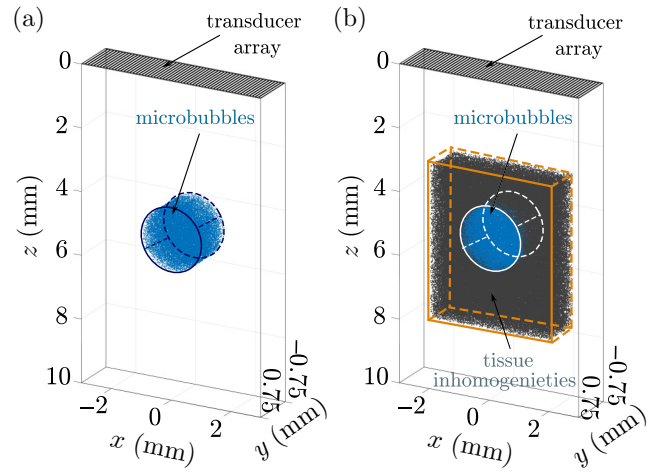 (a)
transducer
array
0
microbubbles
2
4
z (mm)
6
8
10
−2
0
2
x (mm)
−0.75
0.75
y (mm)
(b)
transducer
array
0
microbubbles
2
4
z (mm)
6
8
tissue
inhomogenieties
10
−2
0
2
x (mm)
−0.75
0.75
y (mm)